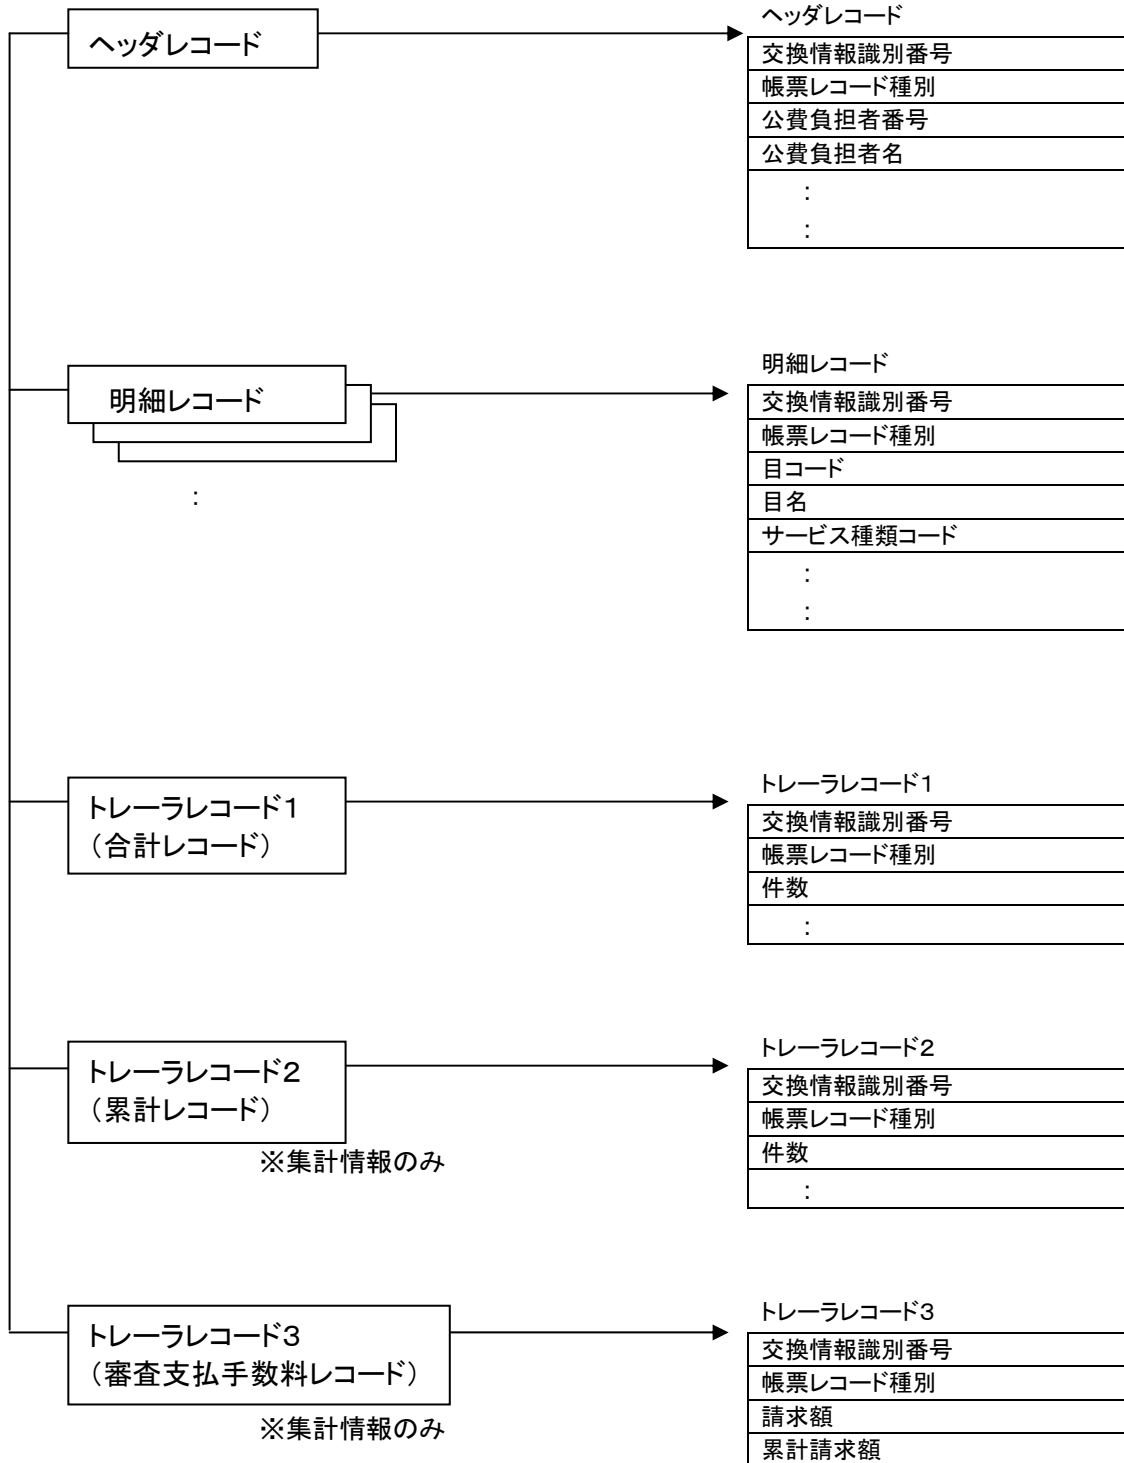 ヘッダレコード
ヘッダレコード
交換情報識別番号
帳票レコード種別
公費負担者番号
公費負担者名
:
:
明細レコード
:
明細レコード
交換情報識別番号
帳票レコード種別
目コード
目名
サービス種類コード
:
:
トレーラレコード1
（合計レコード）
トレーラレコード1
交換情報識別番号
帳票レコード種別
件数
:
トレーラレコード2
（累計レコード）
※集計情報のみ
トレーラレコード2
交換情報識別番号
帳票レコード種別
件数
:
トレーラレコード3
（審査支払手数料レコード）
※集計情報のみ
トレーラレコード3
交換情報識別番号
帳票レコード種別
請求額
累計請求額